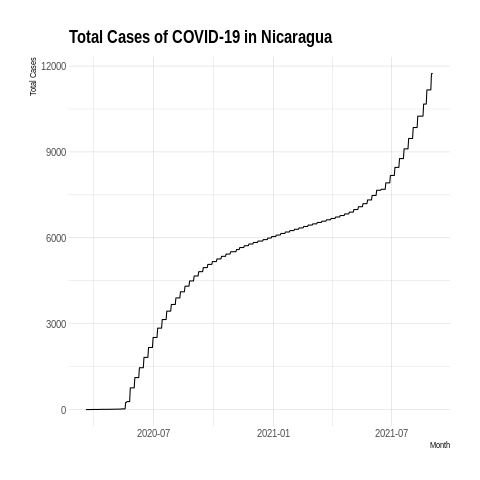 Total Cases of COVID-19 in Nicaragua
Total Cases
12000
9000
6000
3000
0
2020-07
2021-01
2021-07
Month